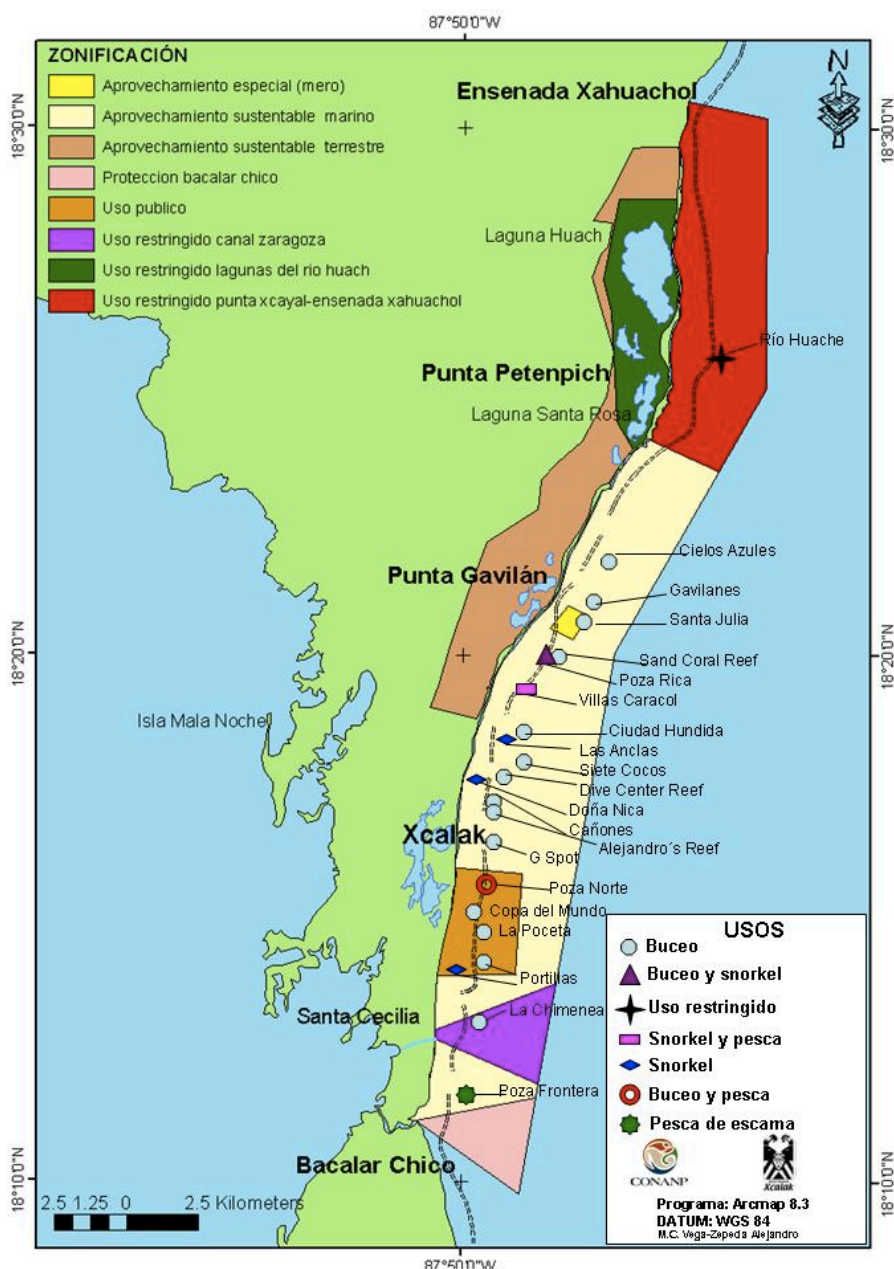 87°50'0"W
ZONIFICACIÓN
Aprovechamiento especial (mero)
Aprovechamiento sustentable marino
Aprovechamiento sustentable terrestre
Proteccion bacalar chico
Uso publico
Uso restringido canal zaragoza
Uso restringido lagunas del rio huach
Uso restringido punta xcayal-ensenada xahuachol
Ensenada Xahuachol
N
18°30'0"N
18°30'0"N
Laguna Huach
Río Huache
Punta Petenpich
Laguna Santa Rosa
Cielos Azules
Punta Gavilán
Gavilanes
Santa Julia
18°20'0"N
18°20'0"N
Sand Coral Reef
Poza Rica
Villas Caracol
Isla Mala Noche
Ciudad Hundida
Las Anclas
Siete Cocos
Dive Center Reef
Doña Nica
Xcalak
Cañones
Alejandro´s Reef
G Spot
Poza Norte
Copa del Mundo
La Poceta
Portillas
Santa Cecilia
La Chimenea
Poza Frontera
Bacalar Chico
18°10'0"N
18°10'0"N
USOS
Buceo
Buceo y snorkel
Uso restringido
Snorkel y pesca
Snorkel
Buceo y pesca
Pesca de escama
CONANP
Xcalak
Programa: Arcmap 8.3
DATUM: WGS 84
M.C. Vega-Zepeda Alejandro
2.5 1.25 0 2.5 Kilometers
87°50'0"W